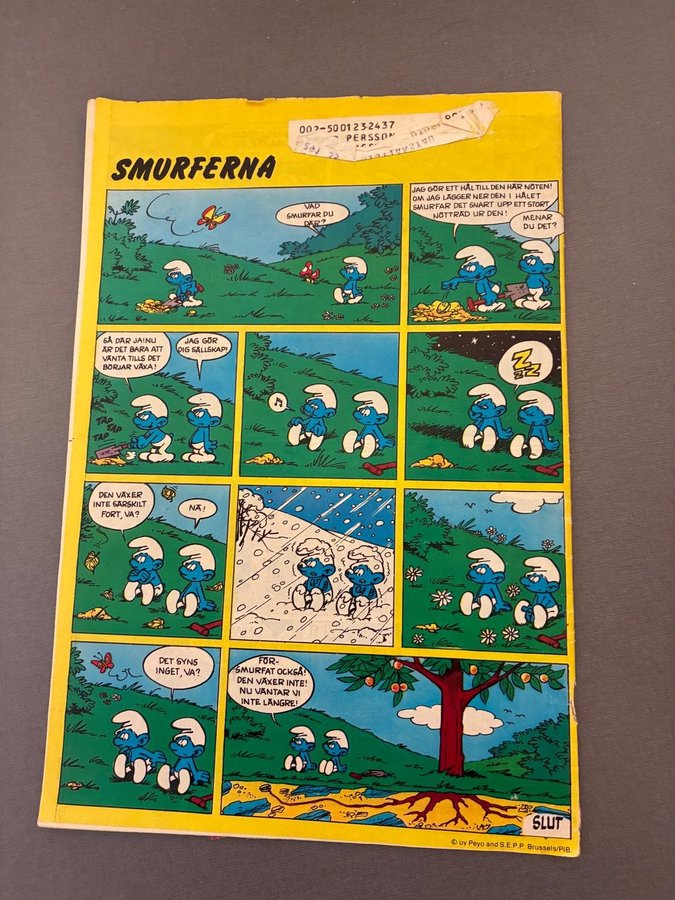 002-5001232437
PERSSON
SMURFERNA
VAD
SMURFAR DU
DÄR?
JAG GÖR ETT HÅL TILL DEN HÄR NÖTEN!
OM JAG LÄGGER NER DEN I HÅLET
SMURFAR DET SNART UPP ETT STORT
NÖTTRÄD UR DEN!
MENAR
DU DET?
SÅ DÄR JA! NU
ÄR DET BARA ATT
VÄNTA TILLS DET
BÖRJAR VÄXA?
JAG GÖR
DIG SÄLLSKAP!
TAP
TAP
TAP
Z
ZZ
DEN VÄXER
INTE SÄRSKILT
FORT, VA?
NÄ!
DET SYNS
INGET, VA?
FÖR-
SMURFAT OCKSÅ!
DEN VÄXER INTE!
NU VÄNTAR VI
INTE LÄNGRE!
SLUT
© by Peyo and S.E.P.P. Brussels/PIB